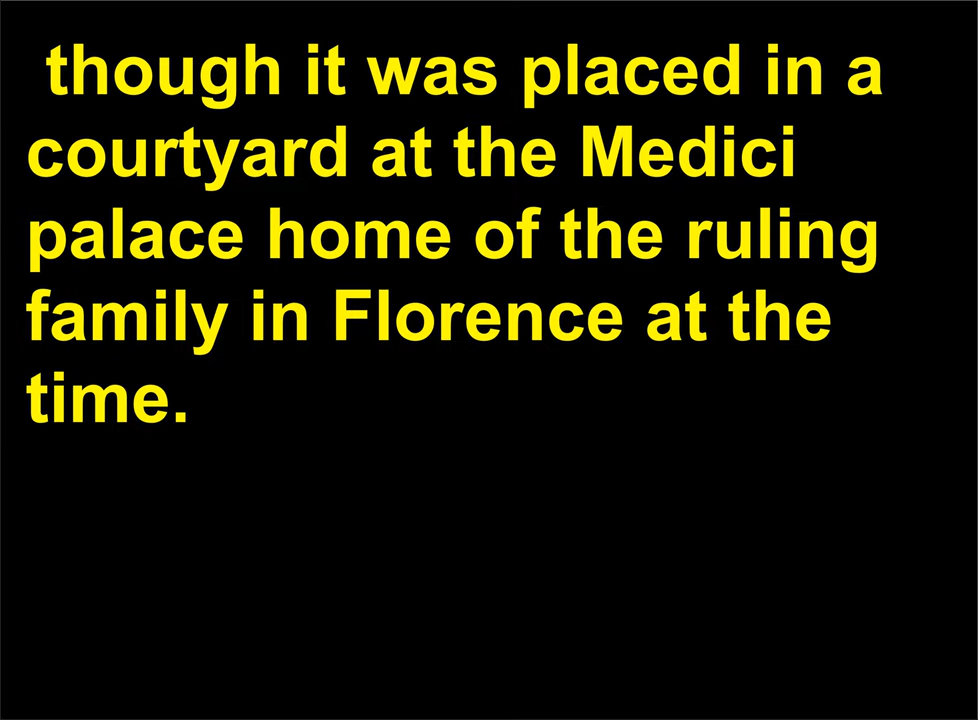 though it was placed in a
courtyard at the Medici
palace home of the ruling
family in Florence at the
time.